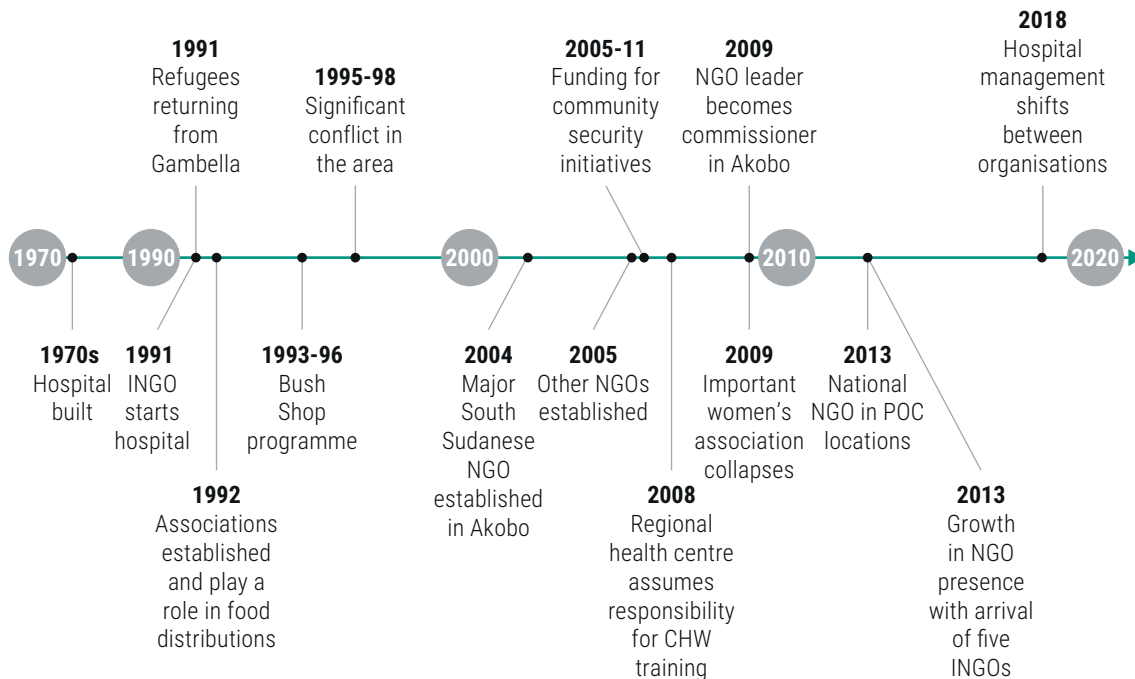 1991
Refugees
returning
from
Gambella
1995-98
Significant
conflict in
the area
2005-11
Funding for
community
security
initiatives
2009
NGO leader
becomes
commissioner
in Akobo
2018
Hospital
management
shifts
between
organisations
1970
1990
2000
2010
2020
1970s
Hospital
built
1991
INGO
starts
hospital
1992
Associations
established
and play a
role in food
distributions
1993-96
Bush
Shop
programme
2004
Major
South
Sudanese
NGO
established
in Akobo
2005
Other NGOs
established
2008
Regional
health centre
assumes
responsibility
for CHW
training
2009
Important
women's
association
collapses
2013
National
NGO in POC
locations
2013
Growth
in NGO
presence
with arrival
of five
INGOs